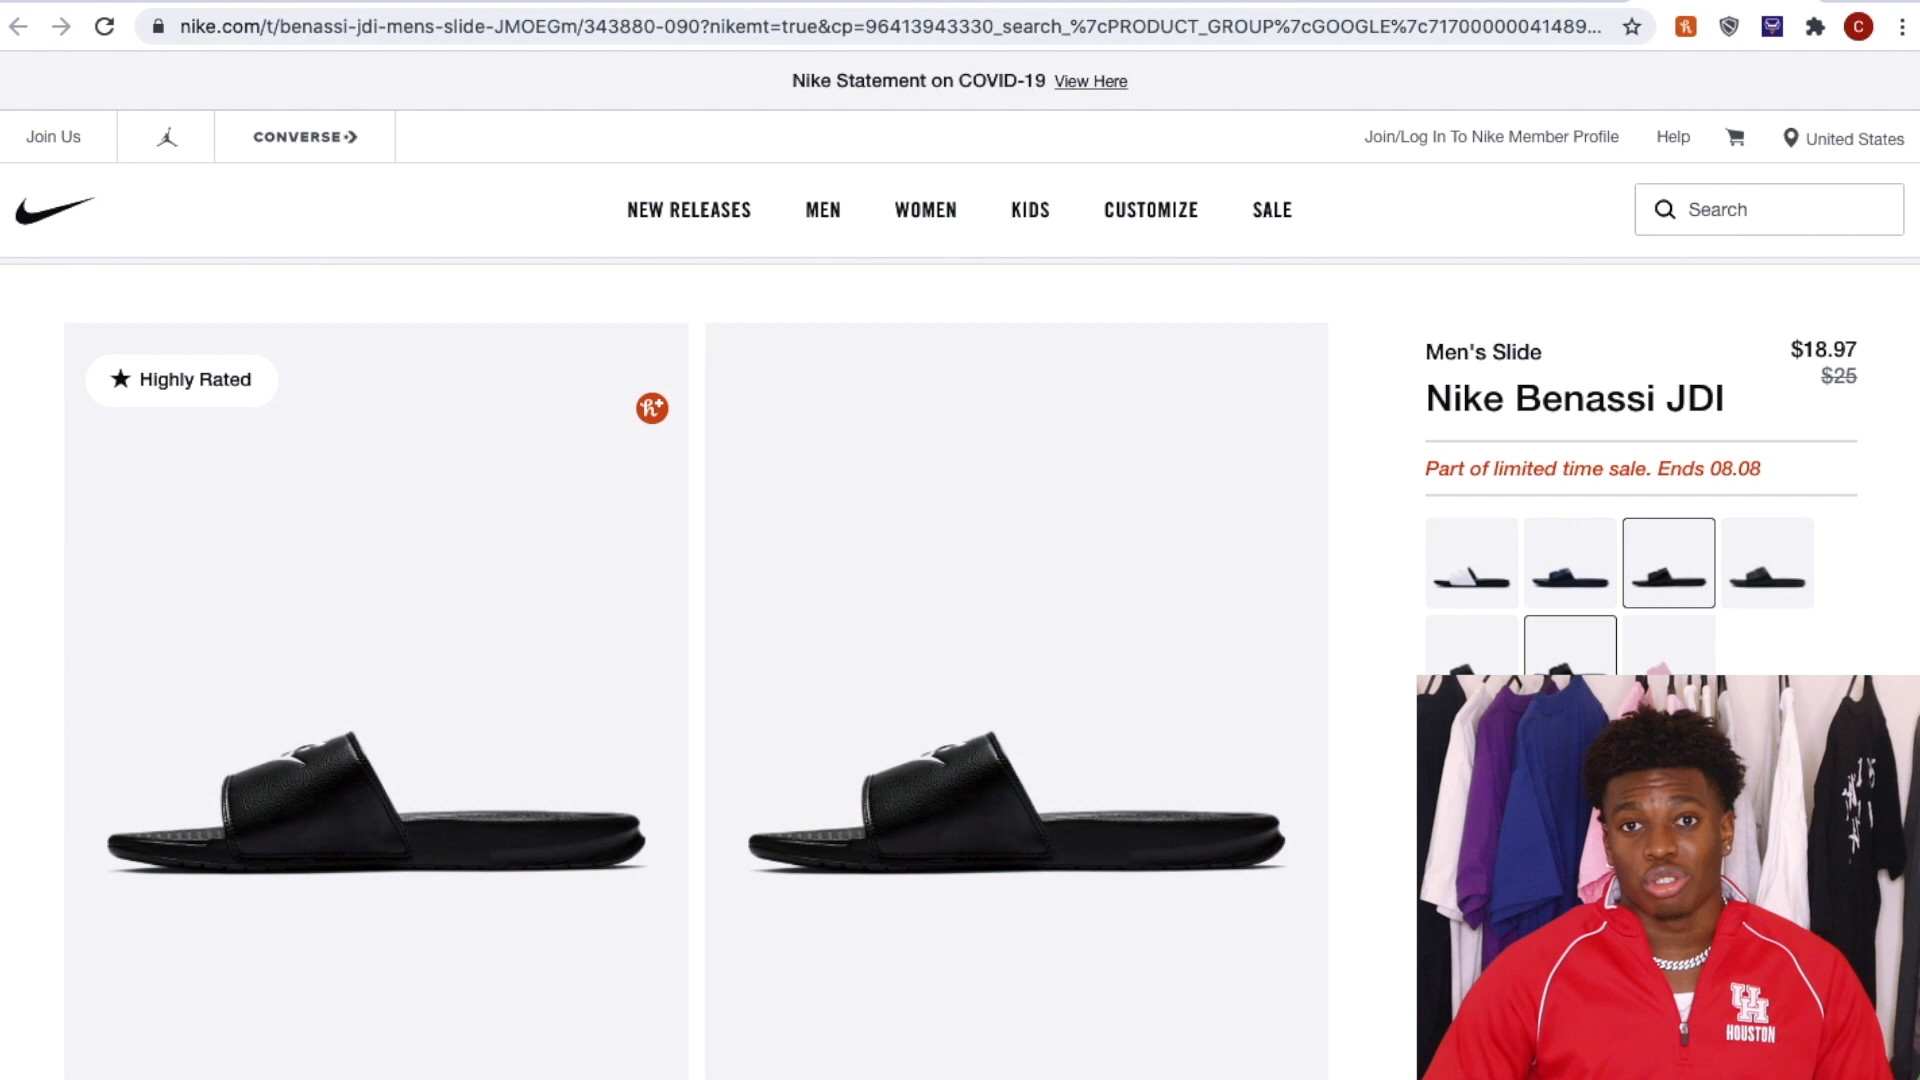 nike.com/t/benassi-jdi-mens-slide-JMOEGm/343880-090?nikemt=true&cp=96413943330_search_%7cPRODUCT_GROUP%7cGOOGLE%7c71700000041489...
C
Nike Statement on COVID-19 View Here
Join Us
CONVERSE
Join/Log In To Nike Member Profile
Help
United States
NEW RELEASES
MEN
WOMEN
KIDS
CUSTOMIZE
SALE
Search
Highly Rated
h+
Men's Slide
$18.97
$25
Nike Benassi JDI
Part of limited time sale. Ends 08.08
UH
HOUSTON